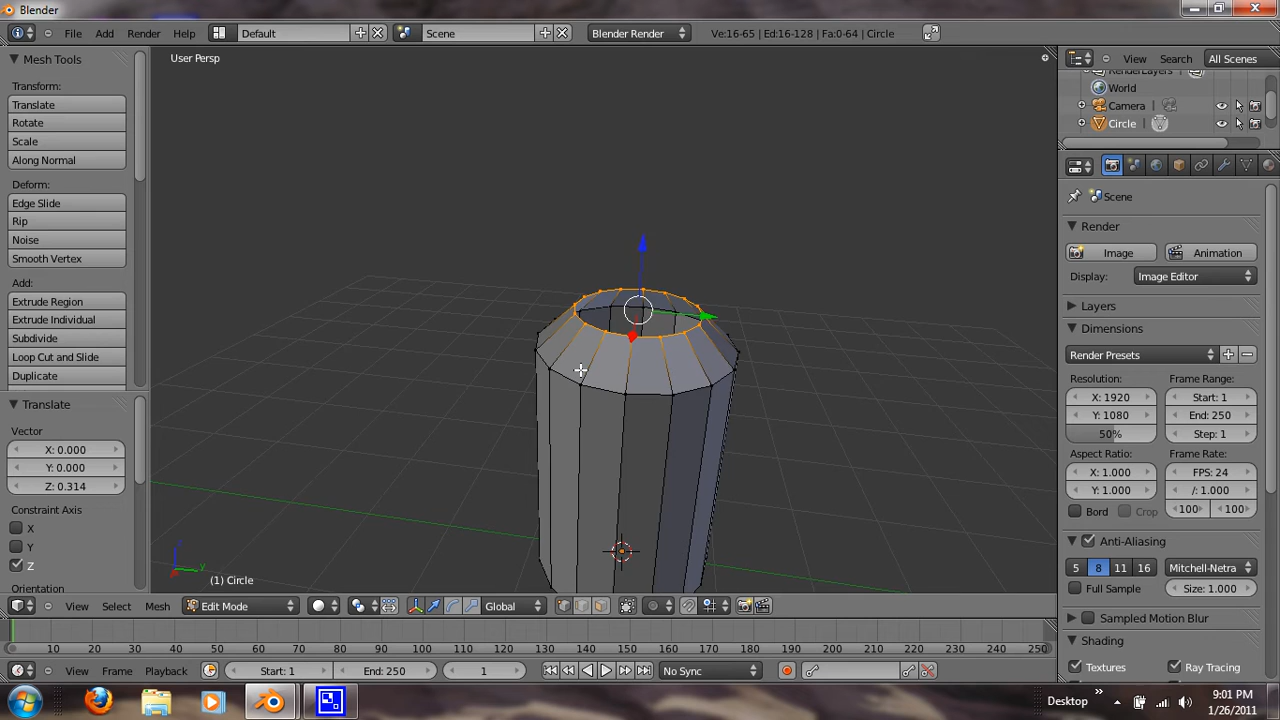 Blender
File Add Render Help Default Scene Blender Render Ve:16-65 | Ed:16-128 | Fa:0-64 | Circle
Mesh Tools
Transform:
Translate
Rotate
Scale
Along Normal
Deform:
Edge Slide
Rip
Noise
Smooth Vertex
Add:
Extrude Region
Extrude Individual
Subdivide
Loop Cut and Slide
Duplicate
Translate
Vector
X: 0.000
Y: 0.000
Z: 0.314
Constraint Axis
X
Y
Z
Orientation
User Persp
z
y
(1) Circle
View Select Mesh Edit Mode Global
View Search All Scenes
RenderLayers
World
Camera
Circle
Scene
Render
Image Animation
Display: Image Editor
Layers
Dimensions
Render Presets
Resolution: Frame Range:
X: 1920 Start: 1
Y: 1080 End: 250
50% Step: 1
Aspect Ratio: Frame Rate:
X: 1.000 FPS: 24
Y: 1.000 /: 1.000
Bord Crop 100 100
Anti-Aliasing
5 8 11 16 Mitchell-Netra
Full Sample Size: 1.000
Sampled Motion Blur
Shading
Textures Ray Tracing
0 10 20 30 40 50 60 70 80 90 100 110 120 130 140 150 160 170 180 190 200 210 220 230 240 250
View Frame Playback Start: 1 End: 250 1 No Sync
Desktop
9:01 PM
1/26/2011